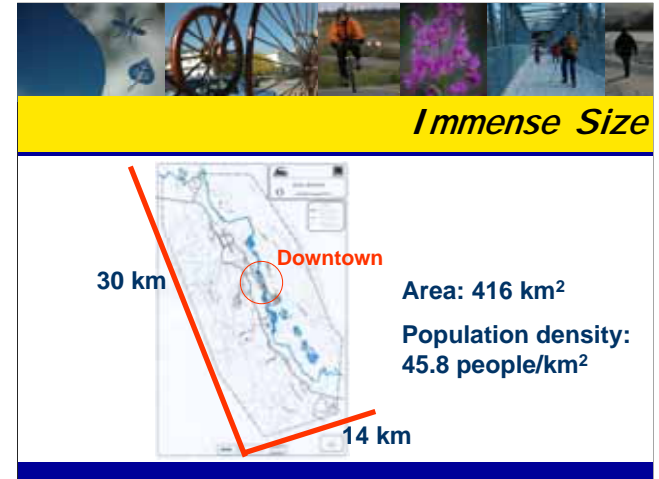 Immense Size
Downtown
30 km
Area: 416 km²
Population density:
45.8 people/km²
14 km